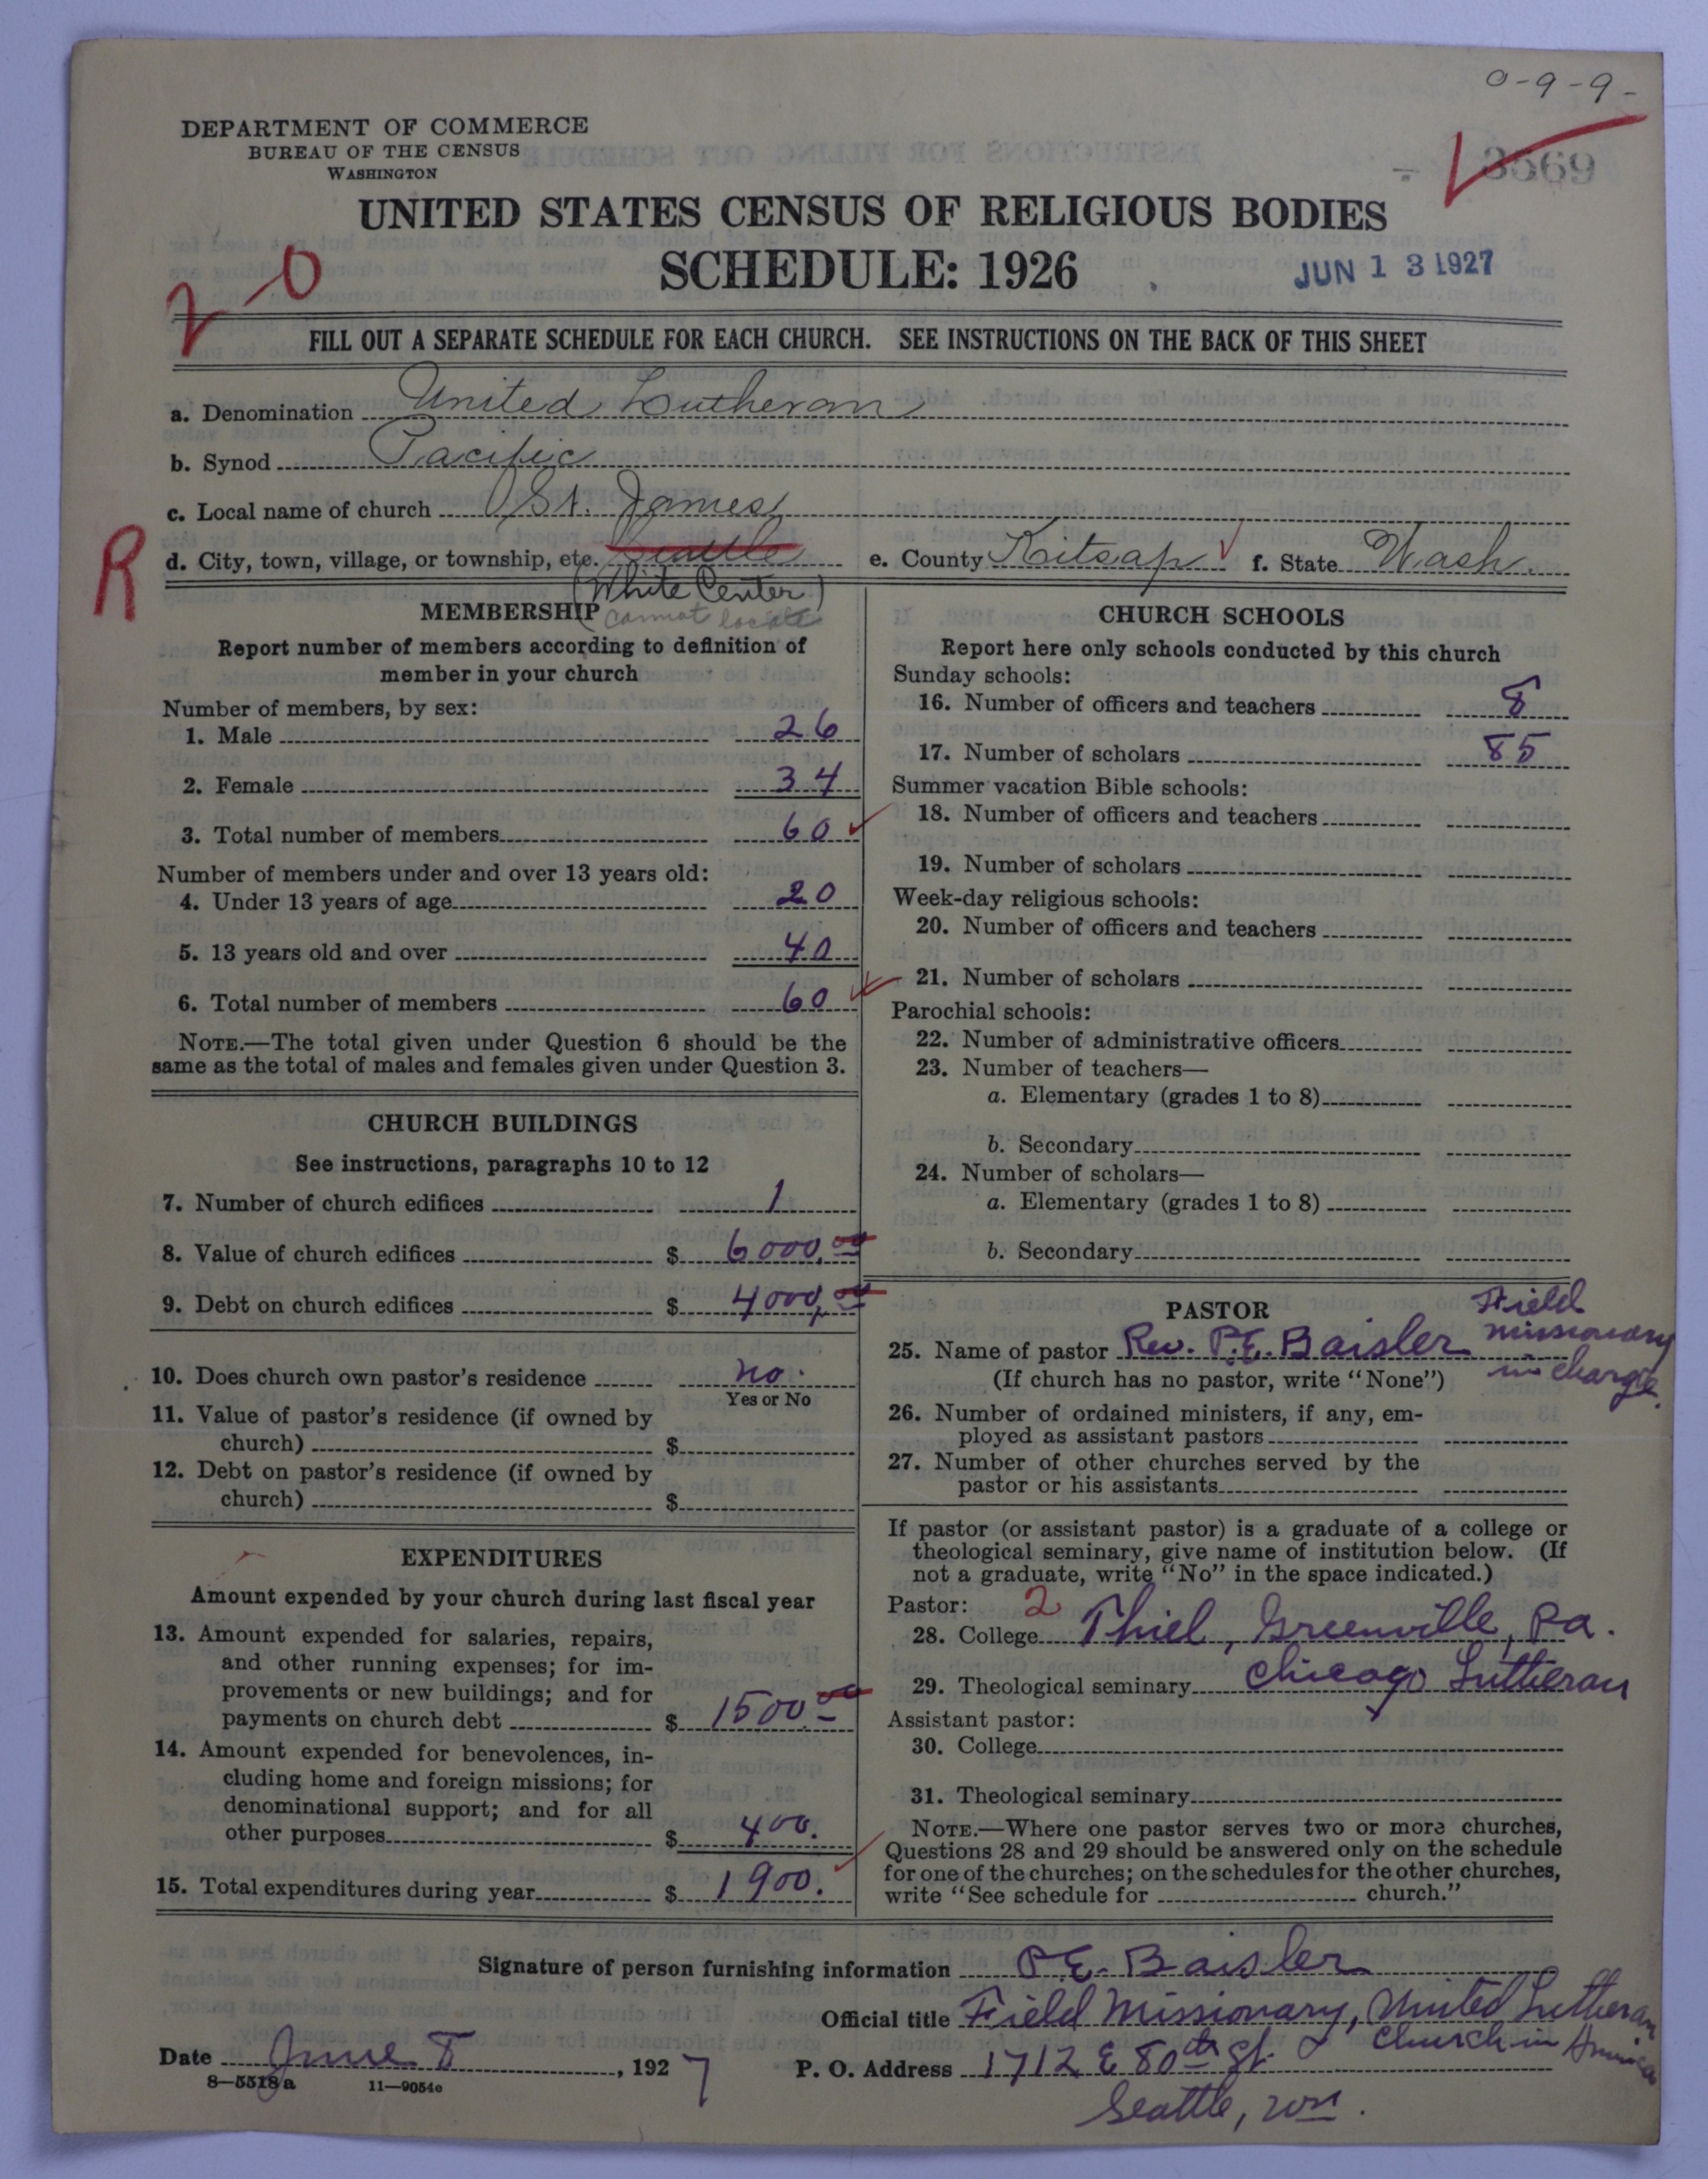 0-9-9-
DEPARTMENT OF COMMERCE
BUREAU OF THE CENSUS
WASHINGTON
3569
UNITED STATES CENSUS OF RELIGIOUS BODIES
SCHEDULE: 1926
JUN 13 1927
20
FILL OUT A SEPARATE SCHEDULE FOR EACH CHURCH. SEE INSTRUCTIONS ON THE BACK OF THIS SHEET
a. Denomination United Lutheran
b. Synod Pacific
c. Local name of church St. James
R
d. City, town, village, or township, etc. Seattle e. County Kitsap f. State Wash.
(White Center)
MEMBERSHIP
cannot locate
Report number of members according to definition of
member in your church
Number of members, by sex:
1. Male 26
2. Female 34
3. Total number of members 60
Number of members under and over 13 years old:
4. Under 13 years of age 20
5. 13 years old and over 40
6. Total number of members 60
NOTE.—The total given under Question 6 should be the
same as the total of males and females given under Question 3.
CHURCH BUILDINGS
See instructions, paragraphs 10 to 12
7. Number of church edifices 1
8. Value of church edifices $ 6000.00
9. Debt on church edifices $ 4000.00
10. Does church own pastor's residence no.
Yes or No
11. Value of pastor's residence (if owned by
church) $
12. Debt on pastor's residence (if owned by
church) $
EXPENDITURES
Amount expended by your church during last fiscal year
13. Amount expended for salaries, repairs,
and other running expenses; for im-
provements or new buildings; and for
payments on church debt $ 1500.00
14. Amount expended for benevolences, in-
cluding home and foreign missions; for
denominational support; and for all
other purposes $ 400.
15. Total expenditures during year $ 1900.
CHURCH SCHOOLS
Report here only schools conducted by this church
Sunday schools:
16. Number of officers and teachers 8
17. Number of scholars 85
Summer vacation Bible schools:
18. Number of officers and teachers
19. Number of scholars
Week-day religious schools:
20. Number of officers and teachers
21. Number of scholars
Parochial schools:
22. Number of administrative officers
23. Number of teachers—
a. Elementary (grades 1 to 8)
b. Secondary
24. Number of scholars—
a. Elementary (grades 1 to 8)
b. Secondary
PASTOR
25. Name of pastor Rev. P.E. Baisler Field
missionary
in charge.
(If church has no pastor, write "None")
26. Number of ordained ministers, if any, em-
ployed as assistant pastors
27. Number of other churches served by the
pastor or his assistants
If pastor (or assistant pastor) is a graduate of a college or
theological seminary, give name of institution below. (If
not a graduate, write "No" in the space indicated.)
Pastor: 2
28. College Thiel, Greenville, Pa.
29. Theological seminary Chicago Lutheran
Assistant pastor:
30. College
31. Theological seminary
NOTE.—Where one pastor serves two or more churches,
Questions 28 and 29 should be answered only on the schedule
for one of the churches; on the schedules for the other churches,
write "See schedule for church."
Signature of person furnishing information P.E. Baisler
Official title Field Missionary, United Lutheran
Church in America
Date June 8, 1927 P. O. Address 1712 E 80th St.
8-5518a 11-9054c
Seattle, Wn.